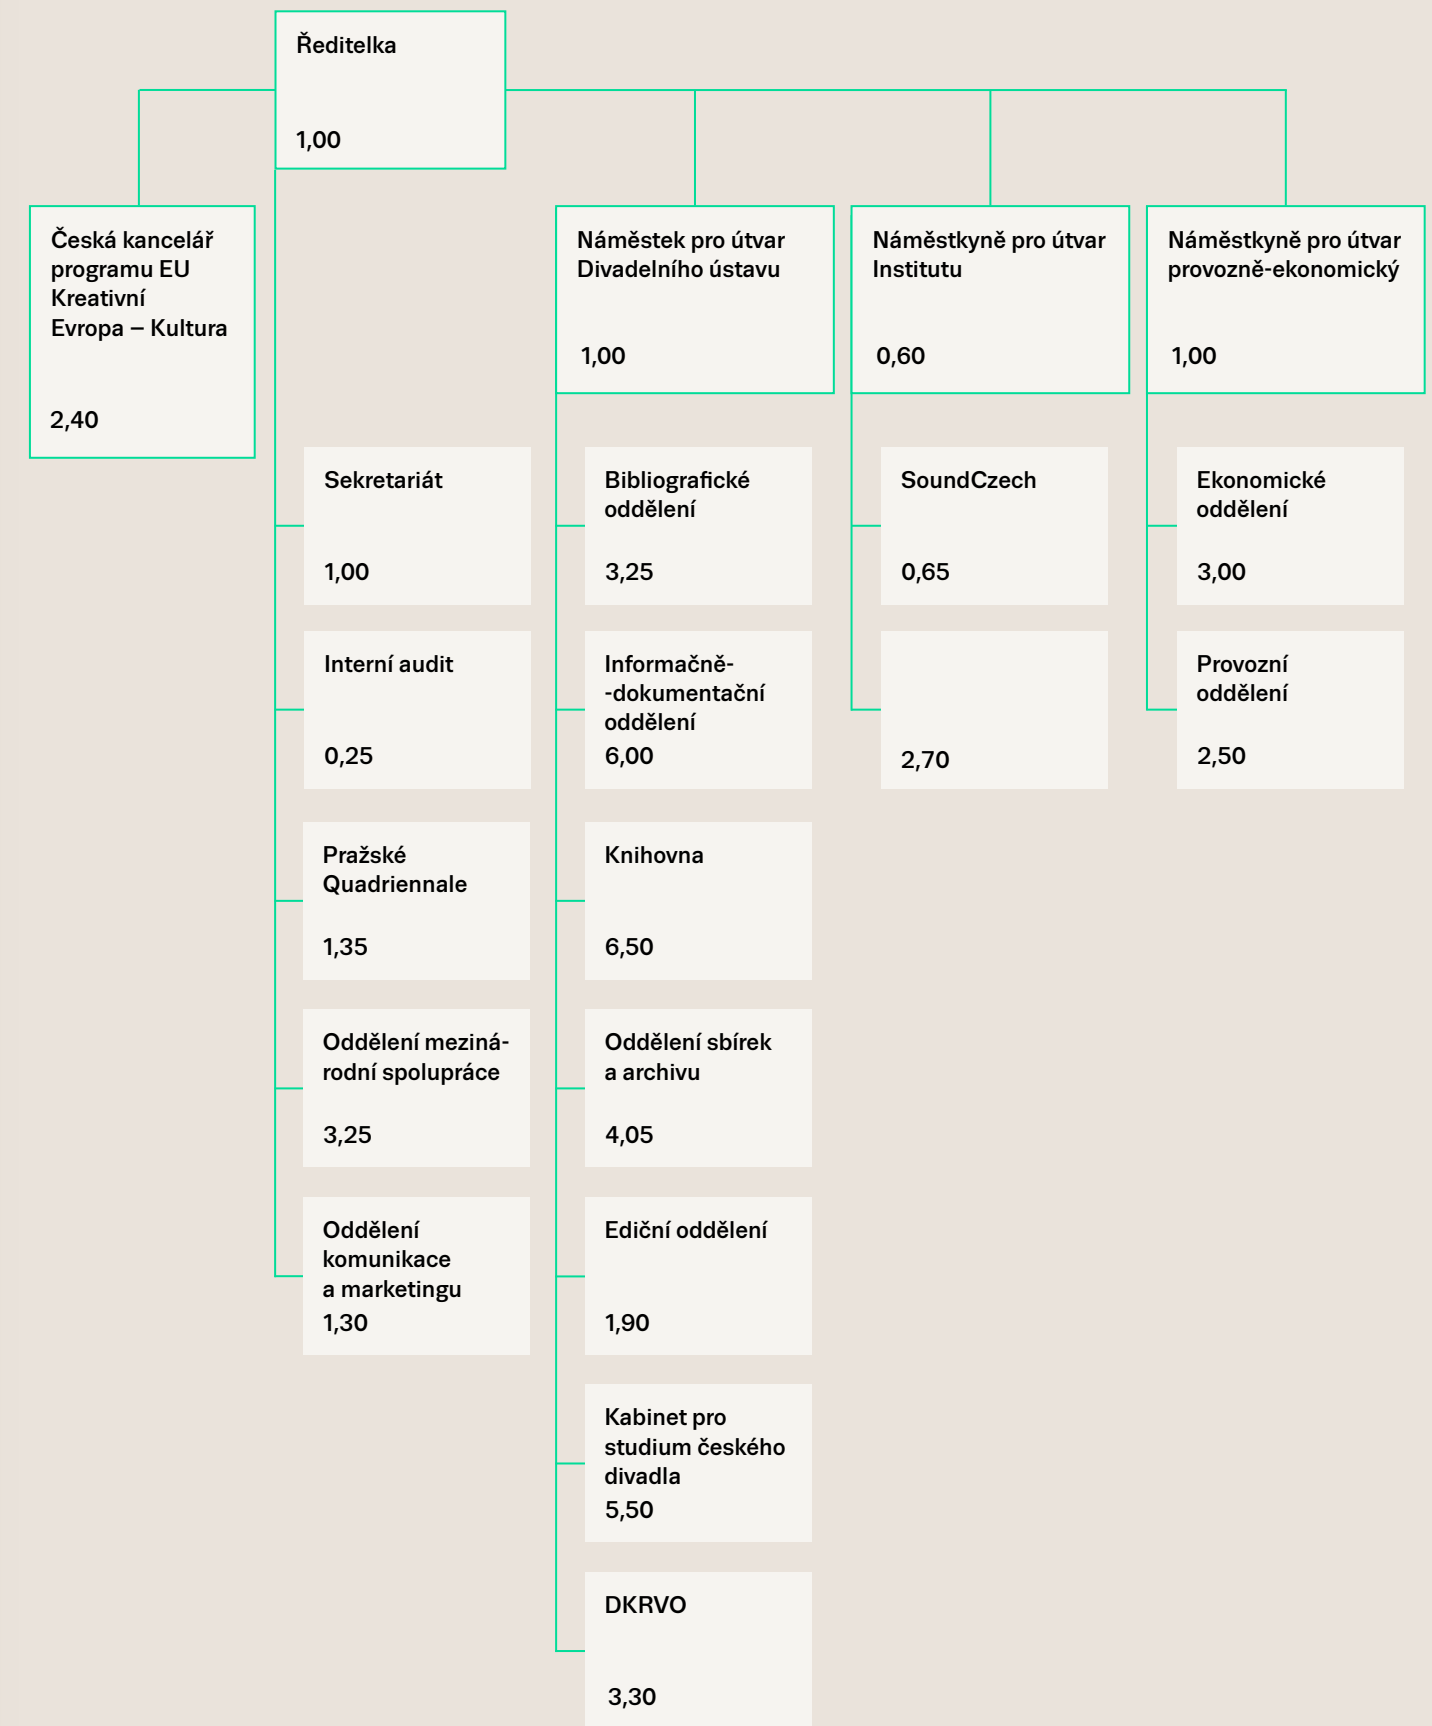 Ředitelka
1,00
Česká kancelář
programu EU
Kreativní
Evropa – Kultura
2,40
Sekretariát
1,00
Interní audit
0,25
Pražské
Quadriennale
1,35
Oddělení meziná-
rodní spolupráce
3,25
Oddělení
komunikace
a marketingu
1,30
Náměstek pro útvar
Divadelního ústavu
1,00
Bibliografické
oddělení
3,25
Informačně-
-dokumentační
oddělení
6,00
Knihovna
6,50
Oddělení sbírek
a archivu
4,05
Ediční oddělení
1,90
Kabinet pro
studium českého
divadla
5,50
DKRVO
3,30
Náměstkyně pro útvar
Institutu
0,60
SoundCzech
0,65
2,70
Náměstkyně pro útvar
provozně-ekonomický
1,00
Ekonomické
oddělení
3,00
Provozní
oddělení
2,50